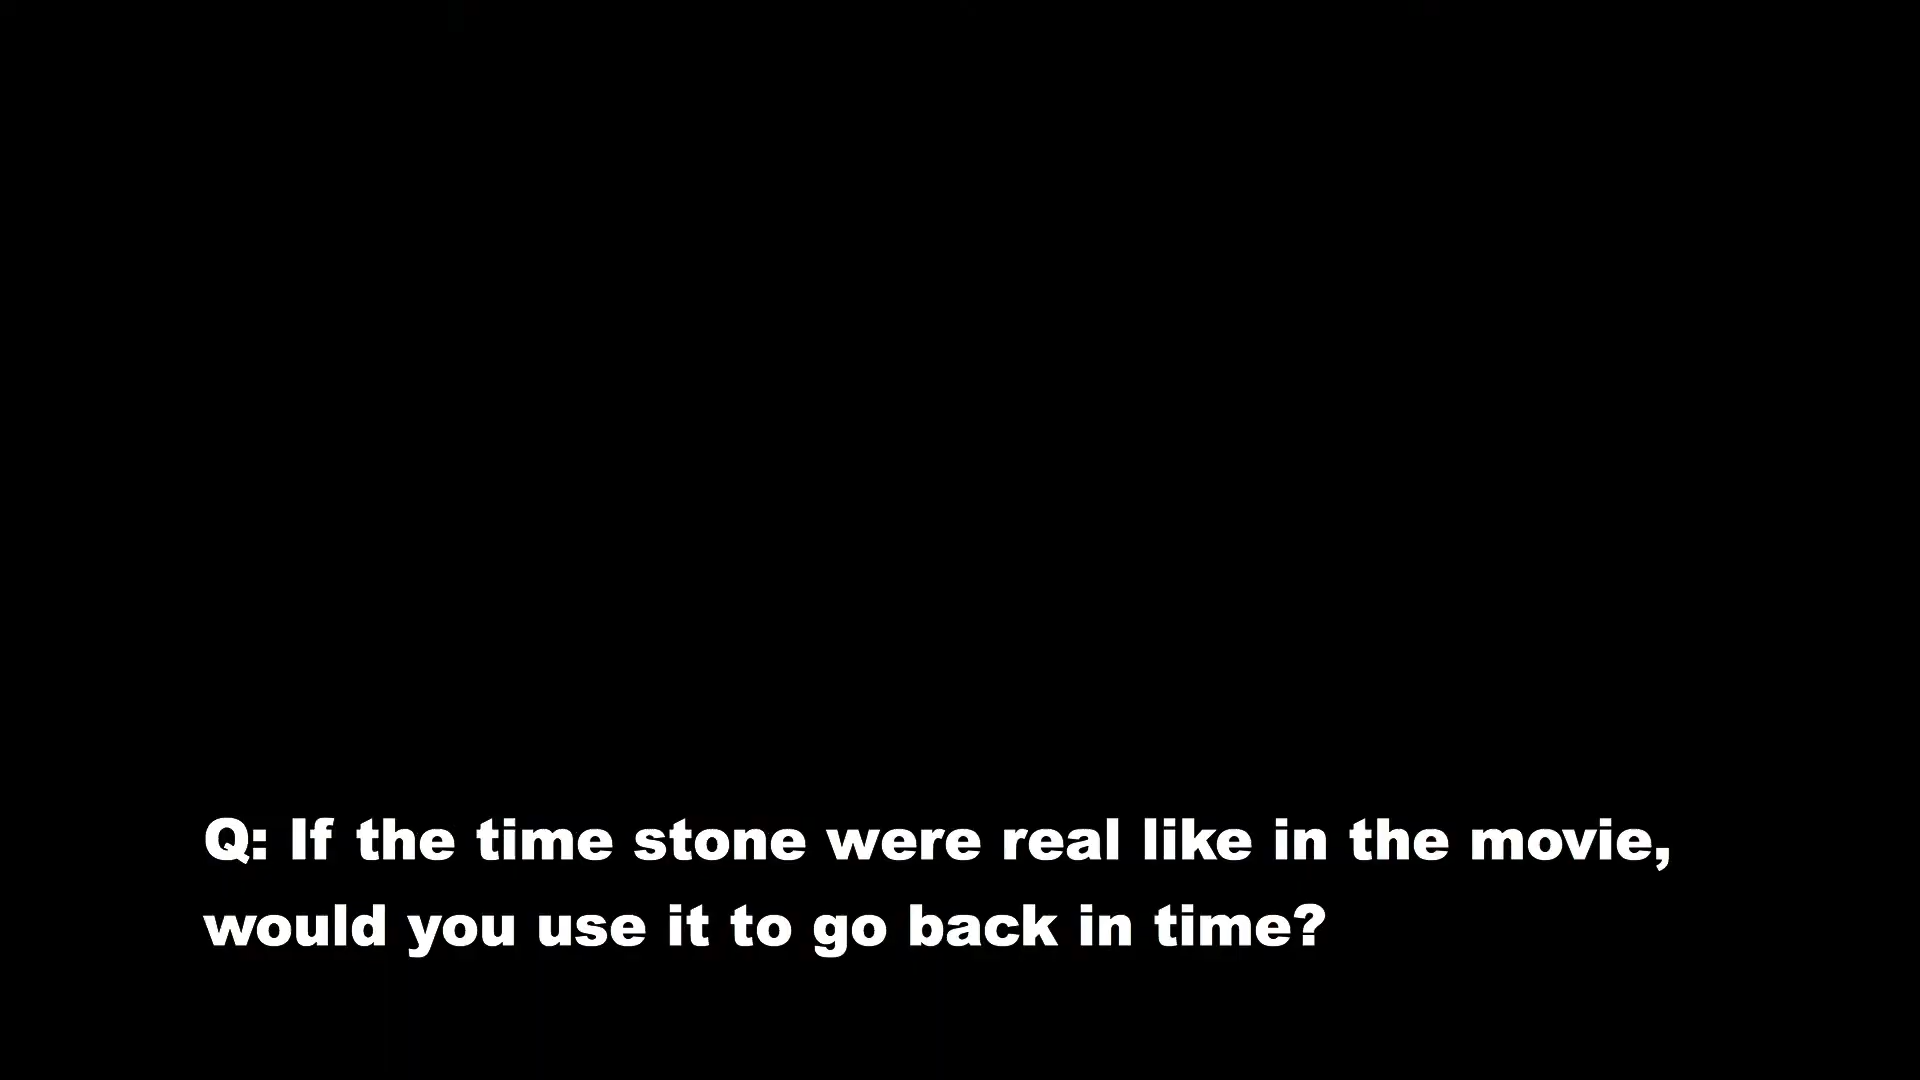 Q: If the time stone were real like in the movie,
would you use it to go back in time?